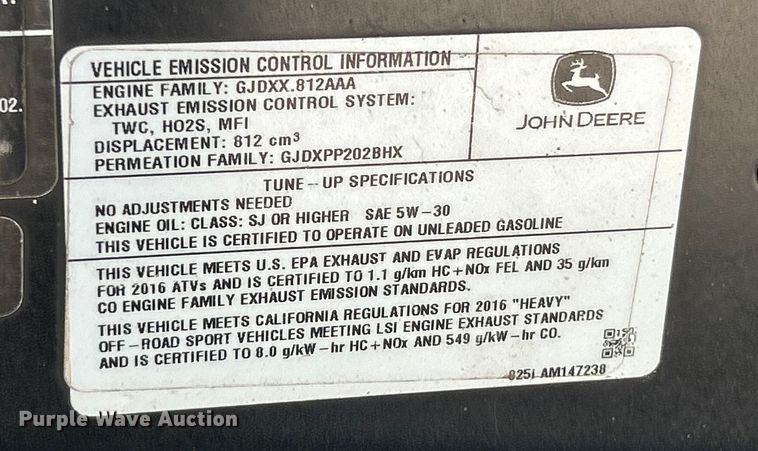 02.
VEHICLE EMISSION CONTROL INFORMATION
ENGINE FAMILY: GJDXX.812AAA
EXHAUST EMISSION CONTROL SYSTEM:
TWC, HO2S, MFI
DISPLACEMENT: 812 cm³
PERMEATION FAMILY: GJDXPP202BHX
JOHN DEERE
TUNE-UP SPECIFICATIONS
NO ADJUSTMENTS NEEDED
ENGINE OIL: CLASS: SJ OR HIGHER SAE 5W-30
THIS VEHICLE IS CERTIFIED TO OPERATE ON UNLEADED GASOLINE
THIS VEHICLE MEETS U.S. EPA EXHAUST AND EVAP REGULATIONS
FOR 2016 ATVs AND IS CERTIFIED TO 1.1 g/km HC+NOx FEL AND 35 g/km
CO ENGINE FAMILY EXHAUST EMISSION STANDARDS.
THIS VEHICLE MEETS CALIFORNIA REGULATIONS FOR 2016 "HEAVY"
OFF-ROAD SPORT VEHICLES MEETING LSI ENGINE EXHAUST STANDARDS
AND IS CERTIFIED TO 8.0 g/kW-hr HC+NOx AND 549 g/kW-hr CO.
825i AM147238
Purple Wave Auction